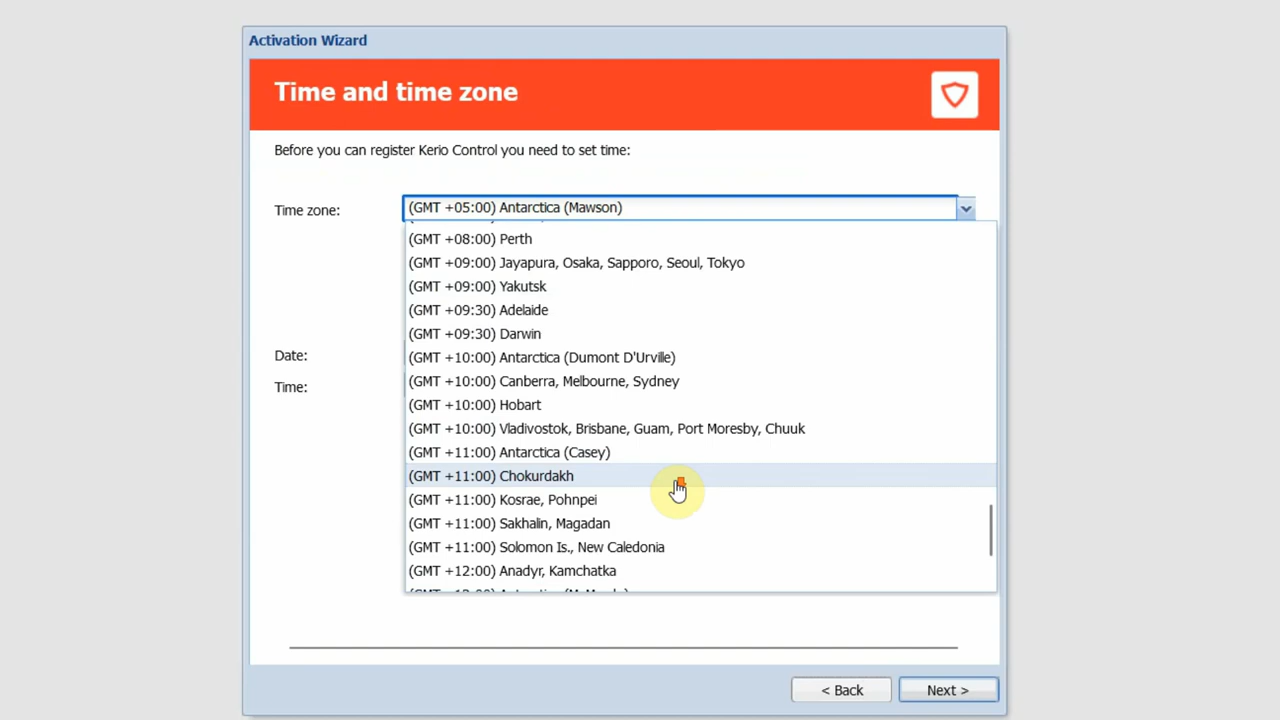 Activation Wizard
Time and time zone
Before you can register Kerio Control you need to set time:
Time zone:
(GMT +05:00) Antarctica (Mawson)
(GMT +08:00) Perth
(GMT +09:00) Jayapura, Osaka, Sapporo, Seoul, Tokyo
(GMT +09:00) Yakutsk
(GMT +09:30) Adelaide
(GMT +09:30) Darwin
(GMT +10:00) Antarctica (Dumont D'Urville)
Date:
(GMT +10:00) Canberra, Melbourne, Sydney
Time:
(GMT +10:00) Hobart
(GMT +10:00) Vladivostok, Brisbane, Guam, Port Moresby, Chuuk
(GMT +11:00) Antarctica (Casey)
(GMT +11:00) Chokurdakh
(GMT +11:00) Kosrae, Pohnpei
(GMT +11:00) Sakhalin, Magadan
(GMT +11:00) Solomon Is., New Caledonia
(GMT +12:00) Anadyr, Kamchatka
< Back
Next >